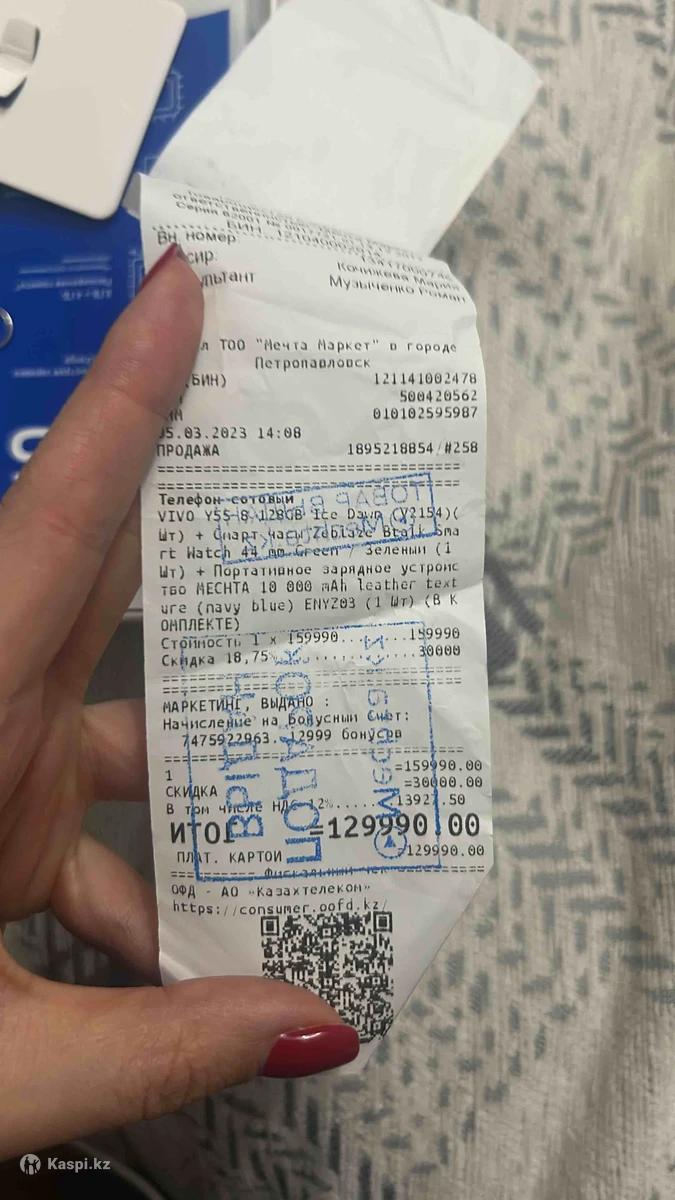 Вн. номер
Кочижева Мария
Музыченко Роман
ТОО "Мечта Маркет" в городе
Петропавловск
(БИН) 121141002478
500420562
010102595987
05.03.2023 14:08
ПРОДАЖА 1895218854/#258
Телефон сотовый
VIVO Y55 8 128GB Ice Dawn (V2154)(
Шт) + Смарт часы Zeblaze Btalk Sma
rt Watch 44 mm Green / Зеленый (1
Шт) + Портативное зарядное устройс
тво МЕСНТА 10 000 mAh leather text
ure (navy blue) ENYZ03 (1 Шт) (В К
ОМПЛЕКТЕ)
Стоимость 1 x 159990........159990
Скидка 18,75%............30000
МАРКЕТИНГ, ВЫДАНО :
Начисление на Бонусный Счет:
7475922963. 12999 бонусов
1 =159990.00
СКИДКА =30000.00
В том числе НДС 12%......13927.50
ИТОГ =129990.00
ПЛАТ. КАРТОЙ =129990.00
Фискальный чек
ОФД - АО «Казахтелеком»
https://consumer.oofd.kz/
Kaspi.kz